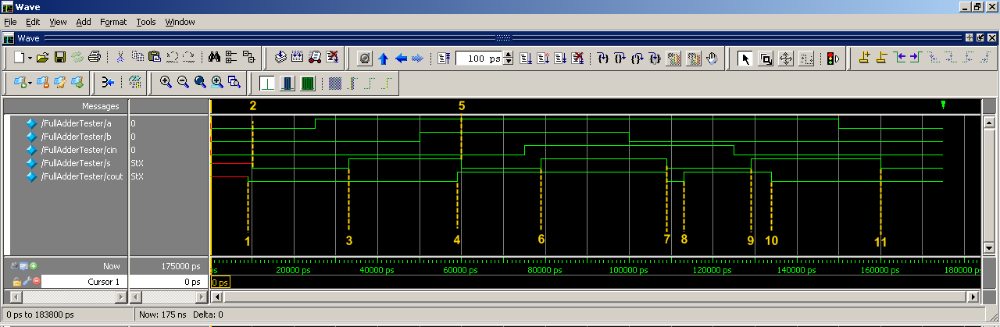 Wave
File Edit View Add Format Tools Window
Wave
100 ps
Messages
2 5
/FullAdderTester/a 0
/FullAdderTester/b 0
/FullAdderTester/cin 0
/FullAdderTester/s StX
/FullAdderTester/cout StX
1 3 4 6 7 8 9 10 11
Now 175000 ps
ps 20000 ps 40000 ps 60000 ps 80000 ps 100000 ps 120000 ps 140000 ps 160000 ps 180000 ps
Cursor 1 0 ps 0 ps
0 ps to 183800 ps Now: 175 ns Delta: 0